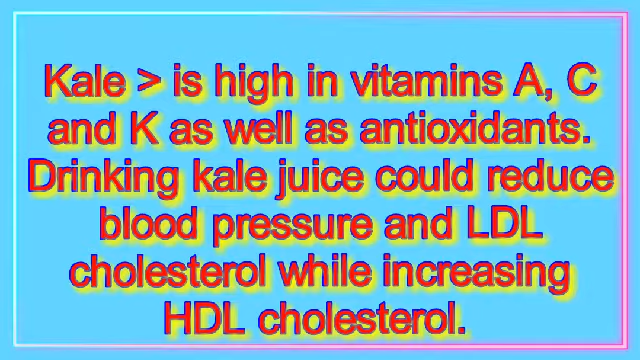 Kale > is high in vitamins A, C
and K as well as antioxidants.
Drinking kale juice could reduce
blood pressure and LDL
cholesterol while increasing
HDL cholesterol.